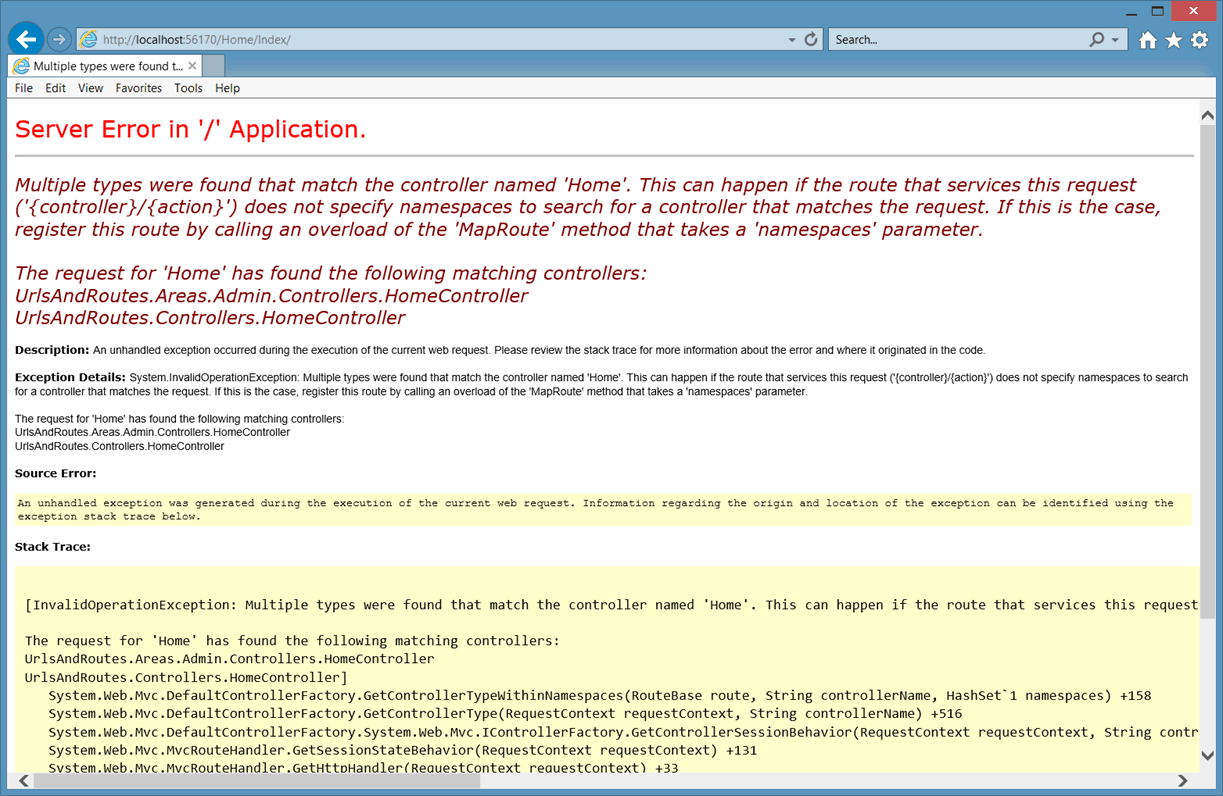 http://localhost:56170/Home/Index/
Search...
Multiple types were found t...
File Edit View Favorites Tools Help
Server Error in '/' Application.
Multiple types were found that match the controller named 'Home'. This can happen if the route that services this request
('{controller}/{action}') does not specify namespaces to search for a controller that matches the request. If this is the case,
register this route by calling an overload of the 'MapRoute' method that takes a 'namespaces' parameter.
The request for 'Home' has found the following matching controllers:
UrlsAndRoutes.Areas.Admin.Controllers.HomeController
UrlsAndRoutes.Controllers.HomeController
Description: An unhandled exception occurred during the execution of the current web request. Please review the stack trace for more information about the error and where it originated in the code.
Exception Details: System.InvalidOperationException: Multiple types were found that match the controller named 'Home'. This can happen if the route that services this request ('{controller}/{action}') does not specify namespaces to search
for a controller that matches the request. If this is the case, register this route by calling an overload of the 'MapRoute' method that takes a 'namespaces' parameter.
The request for 'Home' has found the following matching controllers:
UrlsAndRoutes.Areas.Admin.Controllers.HomeController
UrlsAndRoutes.Controllers.HomeController
Source Error:
An unhandled exception was generated during the execution of the current web request. Information regarding the origin and location of the exception can be identified using the
exception stack trace below.
Stack Trace:
[InvalidOperationException: Multiple types were found that match the controller named 'Home'. This can happen if the route that services this request
The request for 'Home' has found the following matching controllers:
UrlsAndRoutes.Areas.Admin.Controllers.HomeController
UrlsAndRoutes.Controllers.HomeController]
System.Web.Mvc.DefaultControllerFactory.GetControllerTypeWithinNamespaces(RouteBase route, String controllerName, HashSet`1 namespaces) +158
System.Web.Mvc.DefaultControllerFactory.GetControllerType(RequestContext requestContext, String controllerName) +516
System.Web.Mvc.DefaultControllerFactory.System.Web.Mvc.IControllerFactory.GetControllerSessionBehavior(RequestContext requestContext, String contr
System.Web.Mvc.MvcRouteHandler.GetSessionStateBehavior(RequestContext requestContext) +131
System.Web.Mvc.MvcRouteHandler.GetHttpHandler(RequestContext requestContext) +33